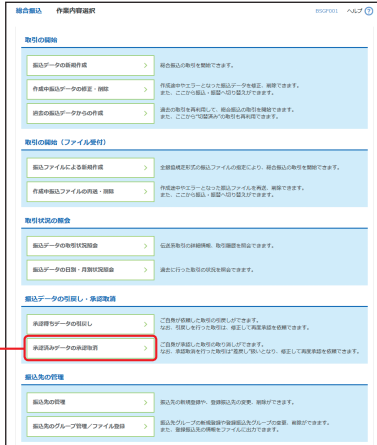 総合振込 作業内容選択 HSGF001 ヘルプ ?
取引の開始
振込データの新規作成 総合振込の取引を開始できます。
作成中振込データの修正・削除 作成途中やエラーとなった振込データを修正、削除できます。
また、ここから振込・振替へ切り替えができます。
過去の振込データからの作成 過去の取引を再利用して、総合振込の取引を開始できます。
また、ここから"切替済み"の取引も再利用できます。
取引の開始（ファイル受付）
振込ファイルによる新規作成 全銀協規定形式の振込ファイルの指定により、総合振込の取引を開始できます。
作成中振込ファイルの再送・削除 作成途中やエラーとなった振込ファイルを再送、削除できます。
また、ここから振込・振替へ切り替えができます。
取引状況の照会
振込データの取引状況照会 伝送系取引の詳細情報、取引履歴を照会できます。
振込データの日別・月別状況照会 過去に行った取引の状況を照会できます。
振込データの引戻し・承認取消
承認待ちデータの引戻し ご自身が依頼した取引の引戻しができます。
なお、引戻しを行った取引は、修正して再度承認を依頼できます。
承認済みデータの承認取消 ご自身が承認した取引の取り消しができます。
なお、承認取消を行った取引は"差戻し"扱いとなり、修正して再度承認を依頼できます。
振込先の管理
振込先の管理 振込先の新規登録や、登録振込先の変更、削除ができます。
振込先のグループ管理／ファイル登録 振込先グループの新規登録や登録振込先グループの変更、削除ができます。
また、登録振込先の情報をファイルに出力できます。